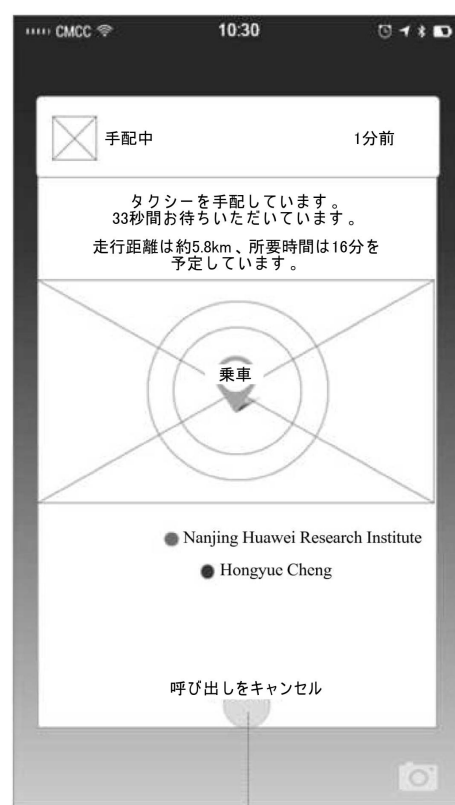 CMCC 10:30
手配中 1分前
タクシーを手配しています。
33秒間お待ちいただいています。
走行距離は約5.8km、所要時間は16分を
予定しています。
乗車
Nanjing Huawei Research Institute
Hongyue Cheng
呼び出しをキャンセル